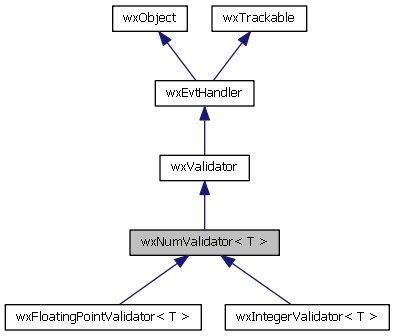 wxObject
wxTrackable
wxEvtHandler
wxValidator
wxNumValidator< T >
wxFloatingPointValidator< T >
wxIntegerValidator< T >